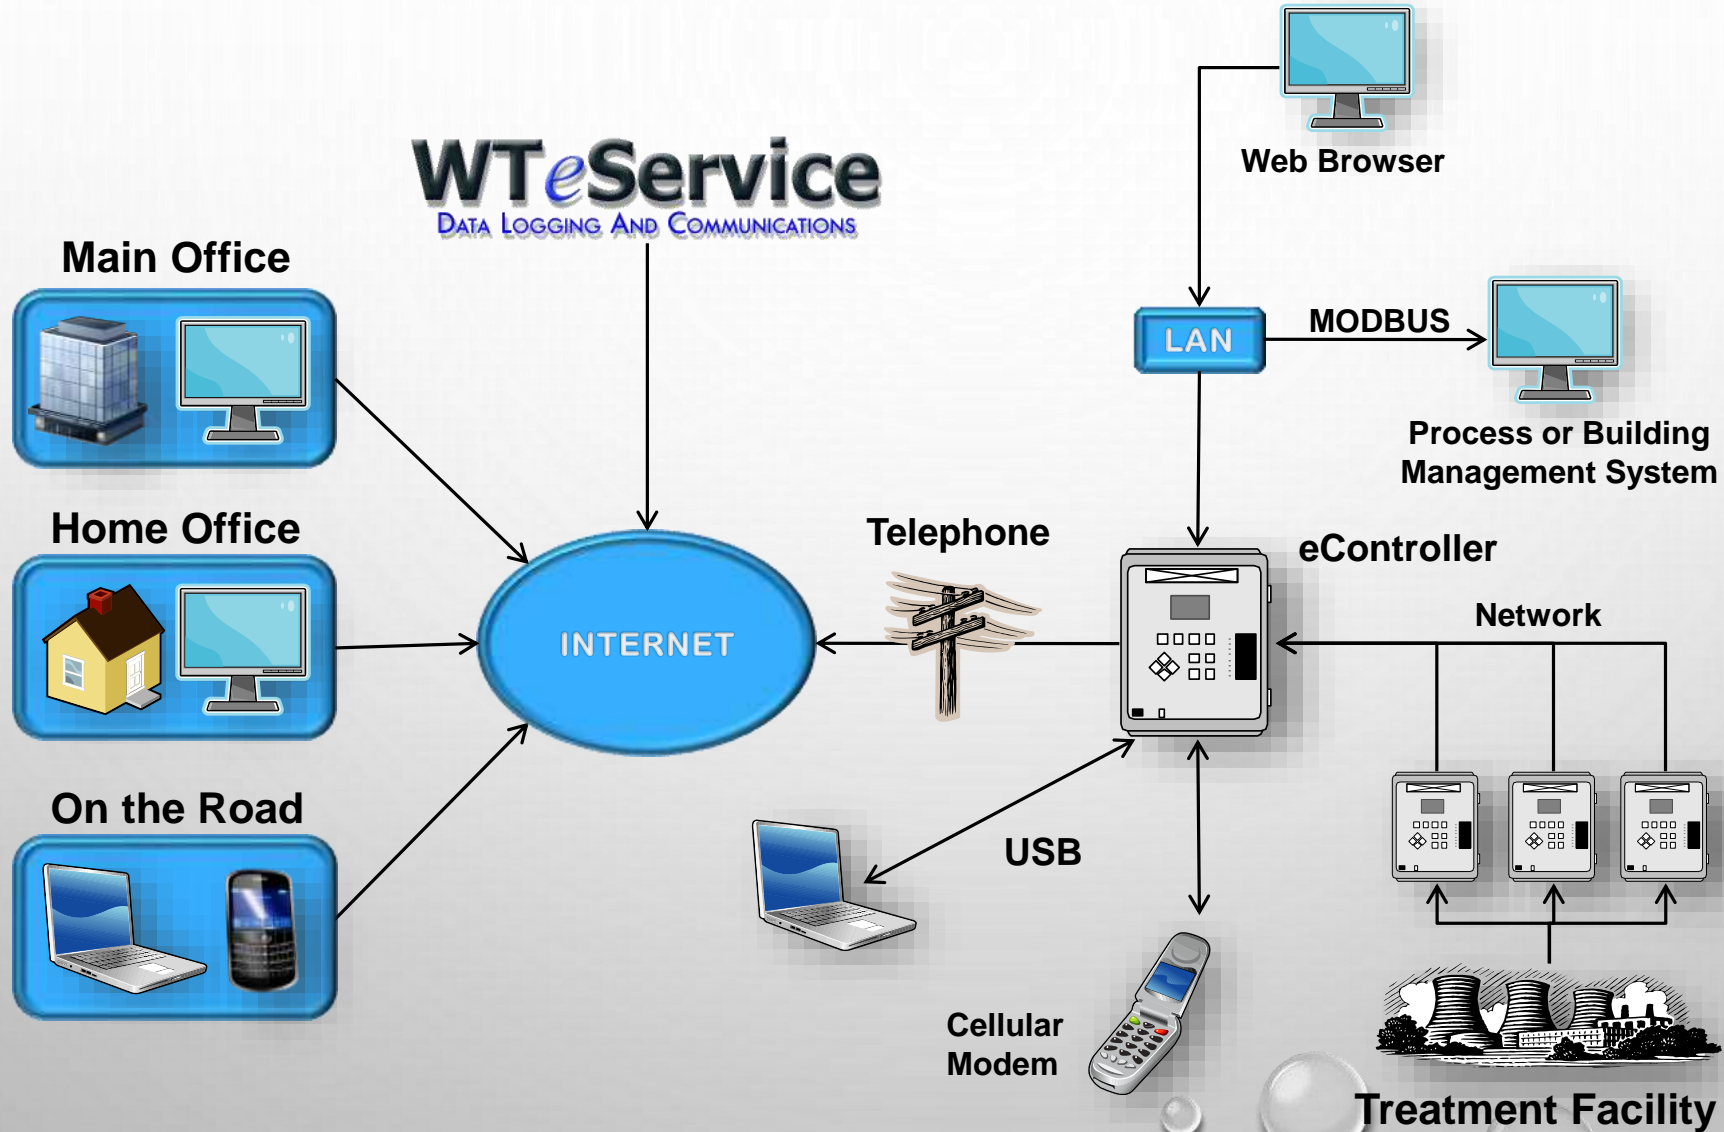 Web Browser
WTeService
DATA LOGGING AND COMMUNICATIONS
Main Office
LAN
MODBUS
Process or Building
Management System
Home Office
Telephone
eController
INTERNET
Network
On the Road
USB
Cellular
Modem
Treatment Facility